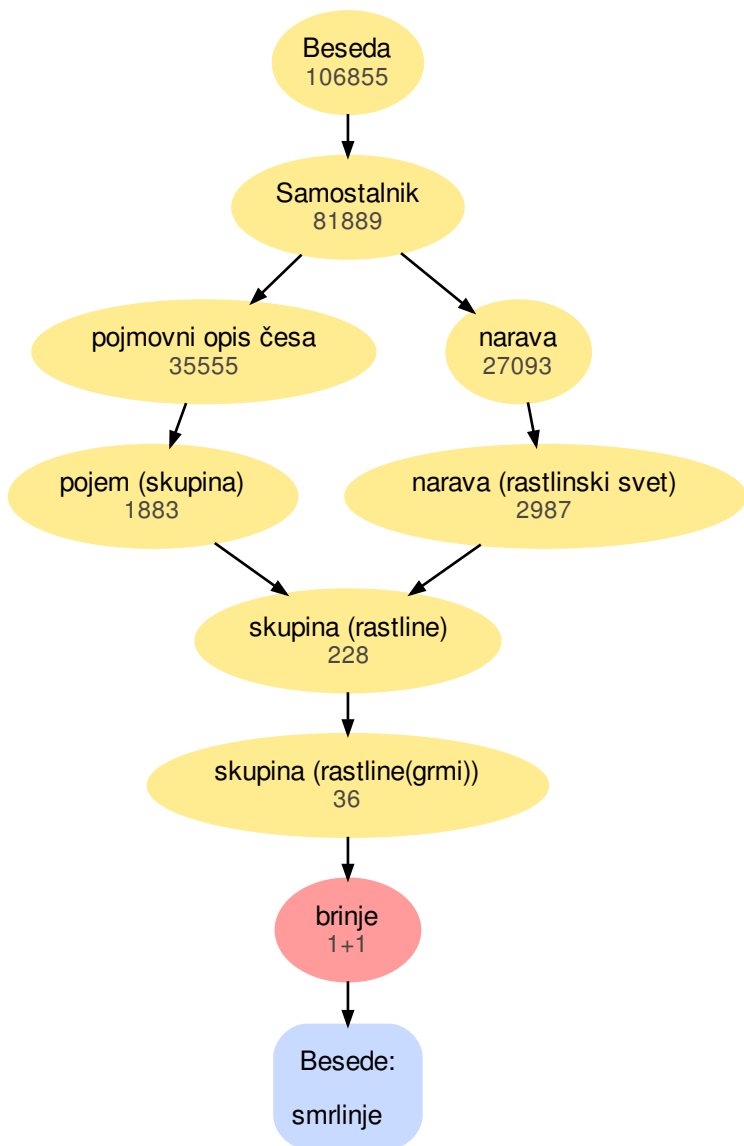 Beseda
106855
Samostalnik
81889
pojmovni opis česa
35555
narava
27093
pojem (skupina)
1883
narava (rastlinski svet)
2987
skupina (rastline)
228
skupina (rastline(grmi))
36
brinje
1+1
Besede:
smrlinje